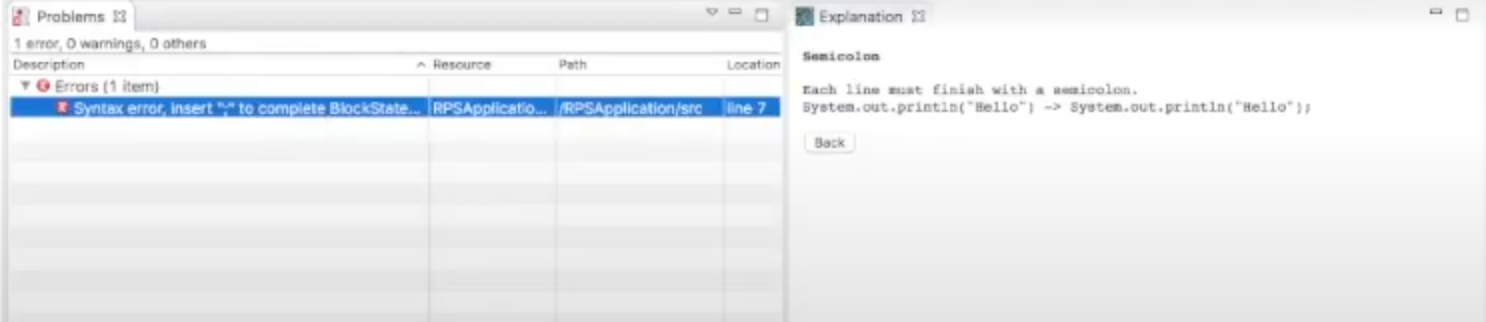 Problems
1 error, 0 warnings, 0 others
Description Resource Path Location
Errors (1 item)
Syntax error, insert ";" to complete BlockState... RPSApplicatio... /RPSApplication/src line 7
Explanation
Semicolon
Each line must finish with a semicolon.
System.out.println("Hello") -> System.out.println("Hello");
Back